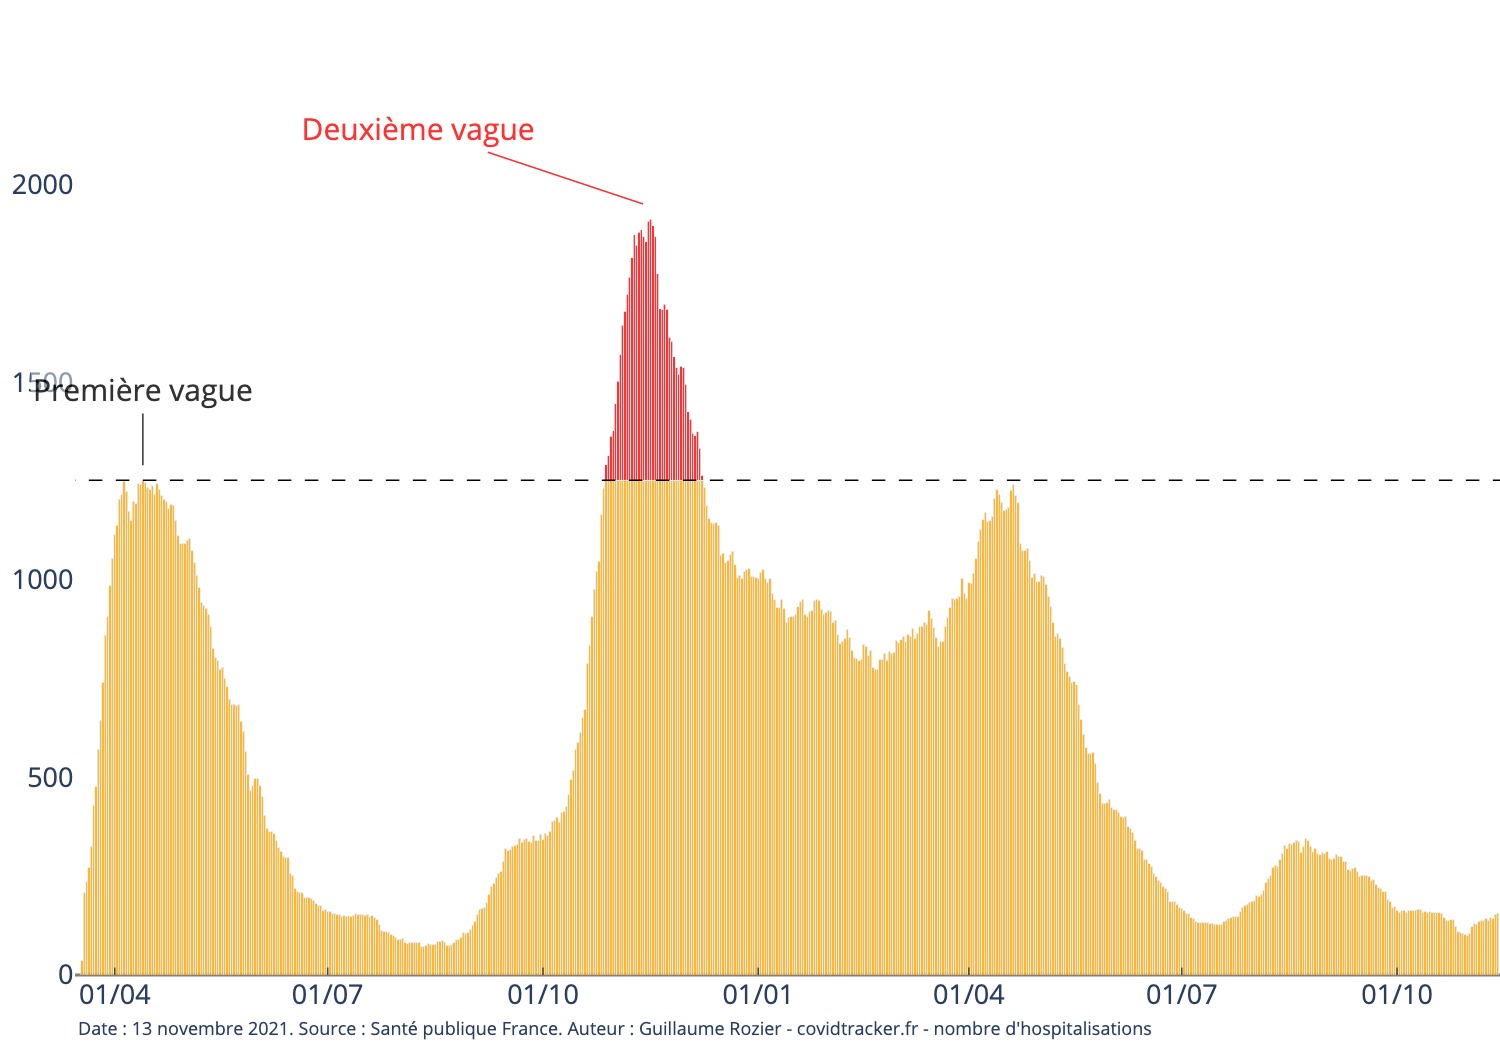 Deuxième vague
2000
1500
Première vague
1000
500
0
01/04 01/07 01/10 01/01 01/04 01/07 01/10
Date : 13 novembre 2021. Source : Santé publique France. Auteur : Guillaume Rozier - covidtracker.fr - nombre d'hospitalisations